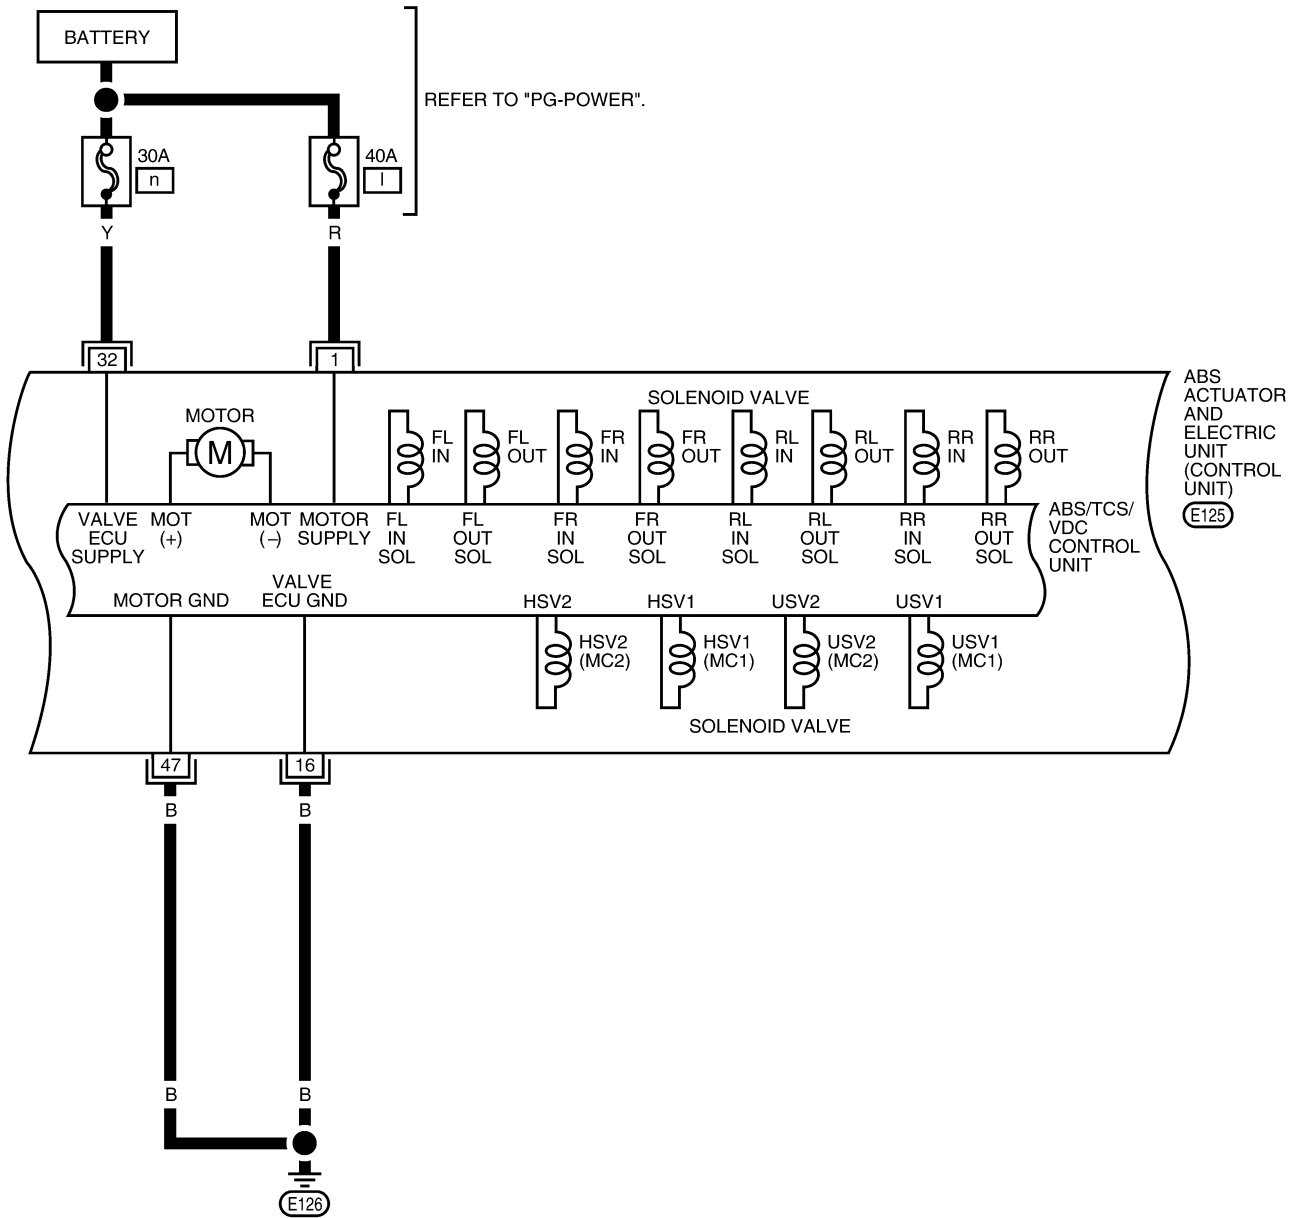 BATTERY
REFER TO "PG-POWER".
30A
n
40A
l
Y
R
32
1
ABS
ACTUATOR
AND
ELECTRIC
UNIT
(CONTROL
UNIT)
E125
SOLENOID VALVE
MOTOR
M
FL
IN
FL
OUT
FR
IN
FR
OUT
RL
IN
RL
OUT
RR
IN
RR
OUT
VALVE
ECU
SUPPLY
MOT
(+)
MOT
(–)
MOTOR
SUPPLY
FL
IN
SOL
FL
OUT
SOL
FR
IN
SOL
FR
OUT
SOL
RL
IN
SOL
RL
OUT
SOL
RR
IN
SOL
RR
OUT
SOL
ABS/TCS/
VDC
CONTROL
UNIT
MOTOR GND
VALVE
ECU GND
HSV2
HSV1
USV2
USV1
HSV2
(MC2)
HSV1
(MC1)
USV2
(MC2)
USV1
(MC1)
SOLENOID VALVE
47
16
B
B
B
B
E126